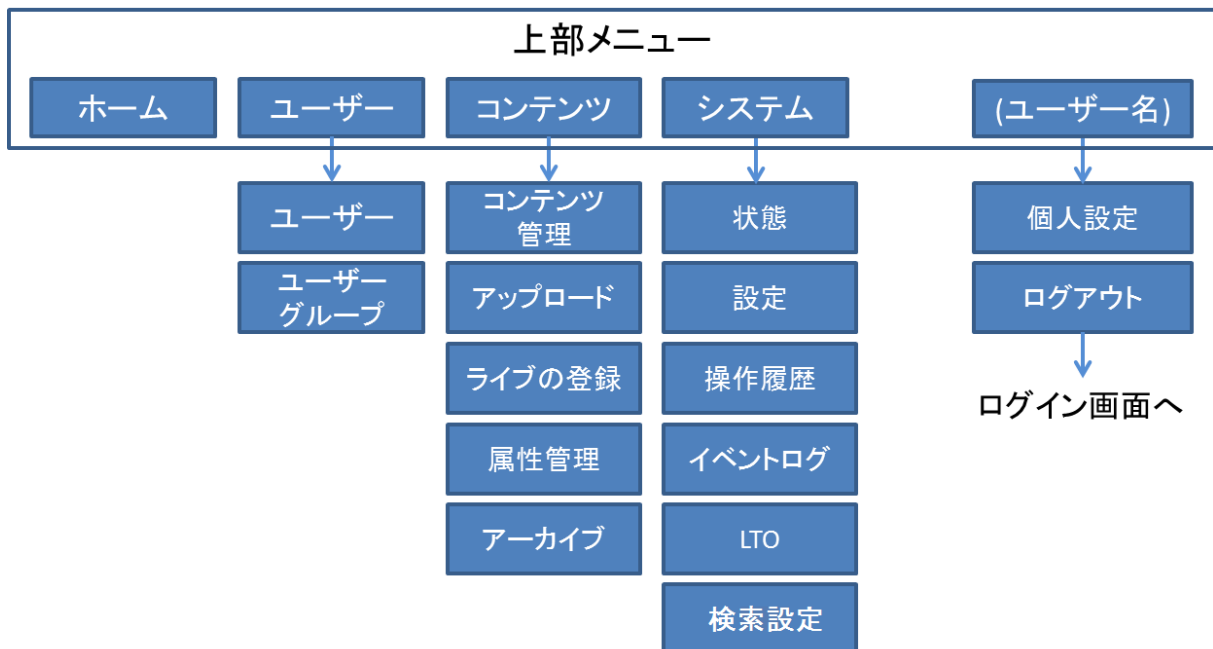 上部メニュー
ホーム
ユーザー
コンテンツ
システム
(ユーザー名)
ユーザー
コンテンツ
管理
状態
個人設定
ユーザー
グループ
アップロード
設定
ログアウト
ライブの登録
操作履歴
ログイン画面へ
属性管理
イベントログ
アーカイブ
LTO
検索設定